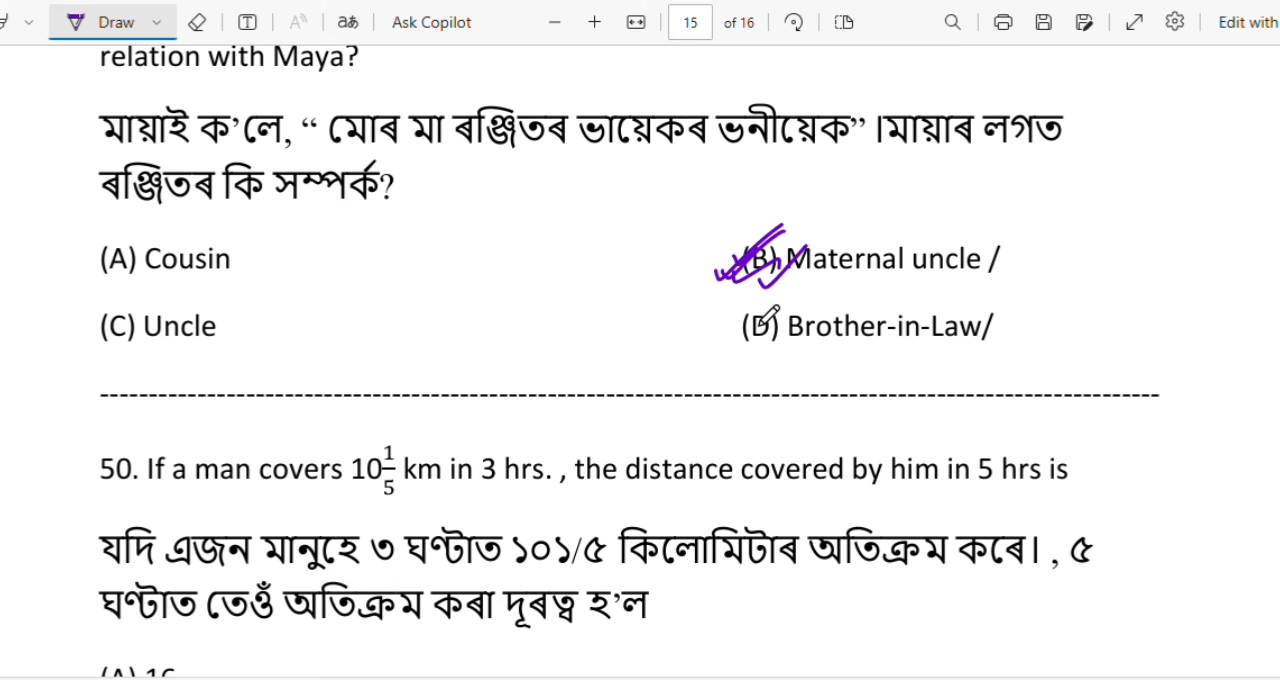 Draw
aあ
Ask Copilot
15
of 16
Edit with
relation with Maya?
মায়াই ক’লে, “ মোৰ মা ৰঞ্জিতৰ ভায়েকৰ ভনীয়েক” ।মায়াৰ লগত
ৰঞ্জিতৰ কি সম্পৰ্ক?
(A) Cousin
(B) Maternal uncle /
(C) Uncle
(D) Brother-in-Law/
50. If a man covers 10 1/5 km in 3 hrs. , the distance covered by him in 5 hrs is
যদি এজন মানুহে ৩ ঘণ্টাত ১০১/৫ কিলোমিটাৰ অতিক্ৰম কৰে। , ৫
ঘণ্টাত তেওঁ অতিক্ৰম কৰা দূৰত্ব হ’ল
(A) 16